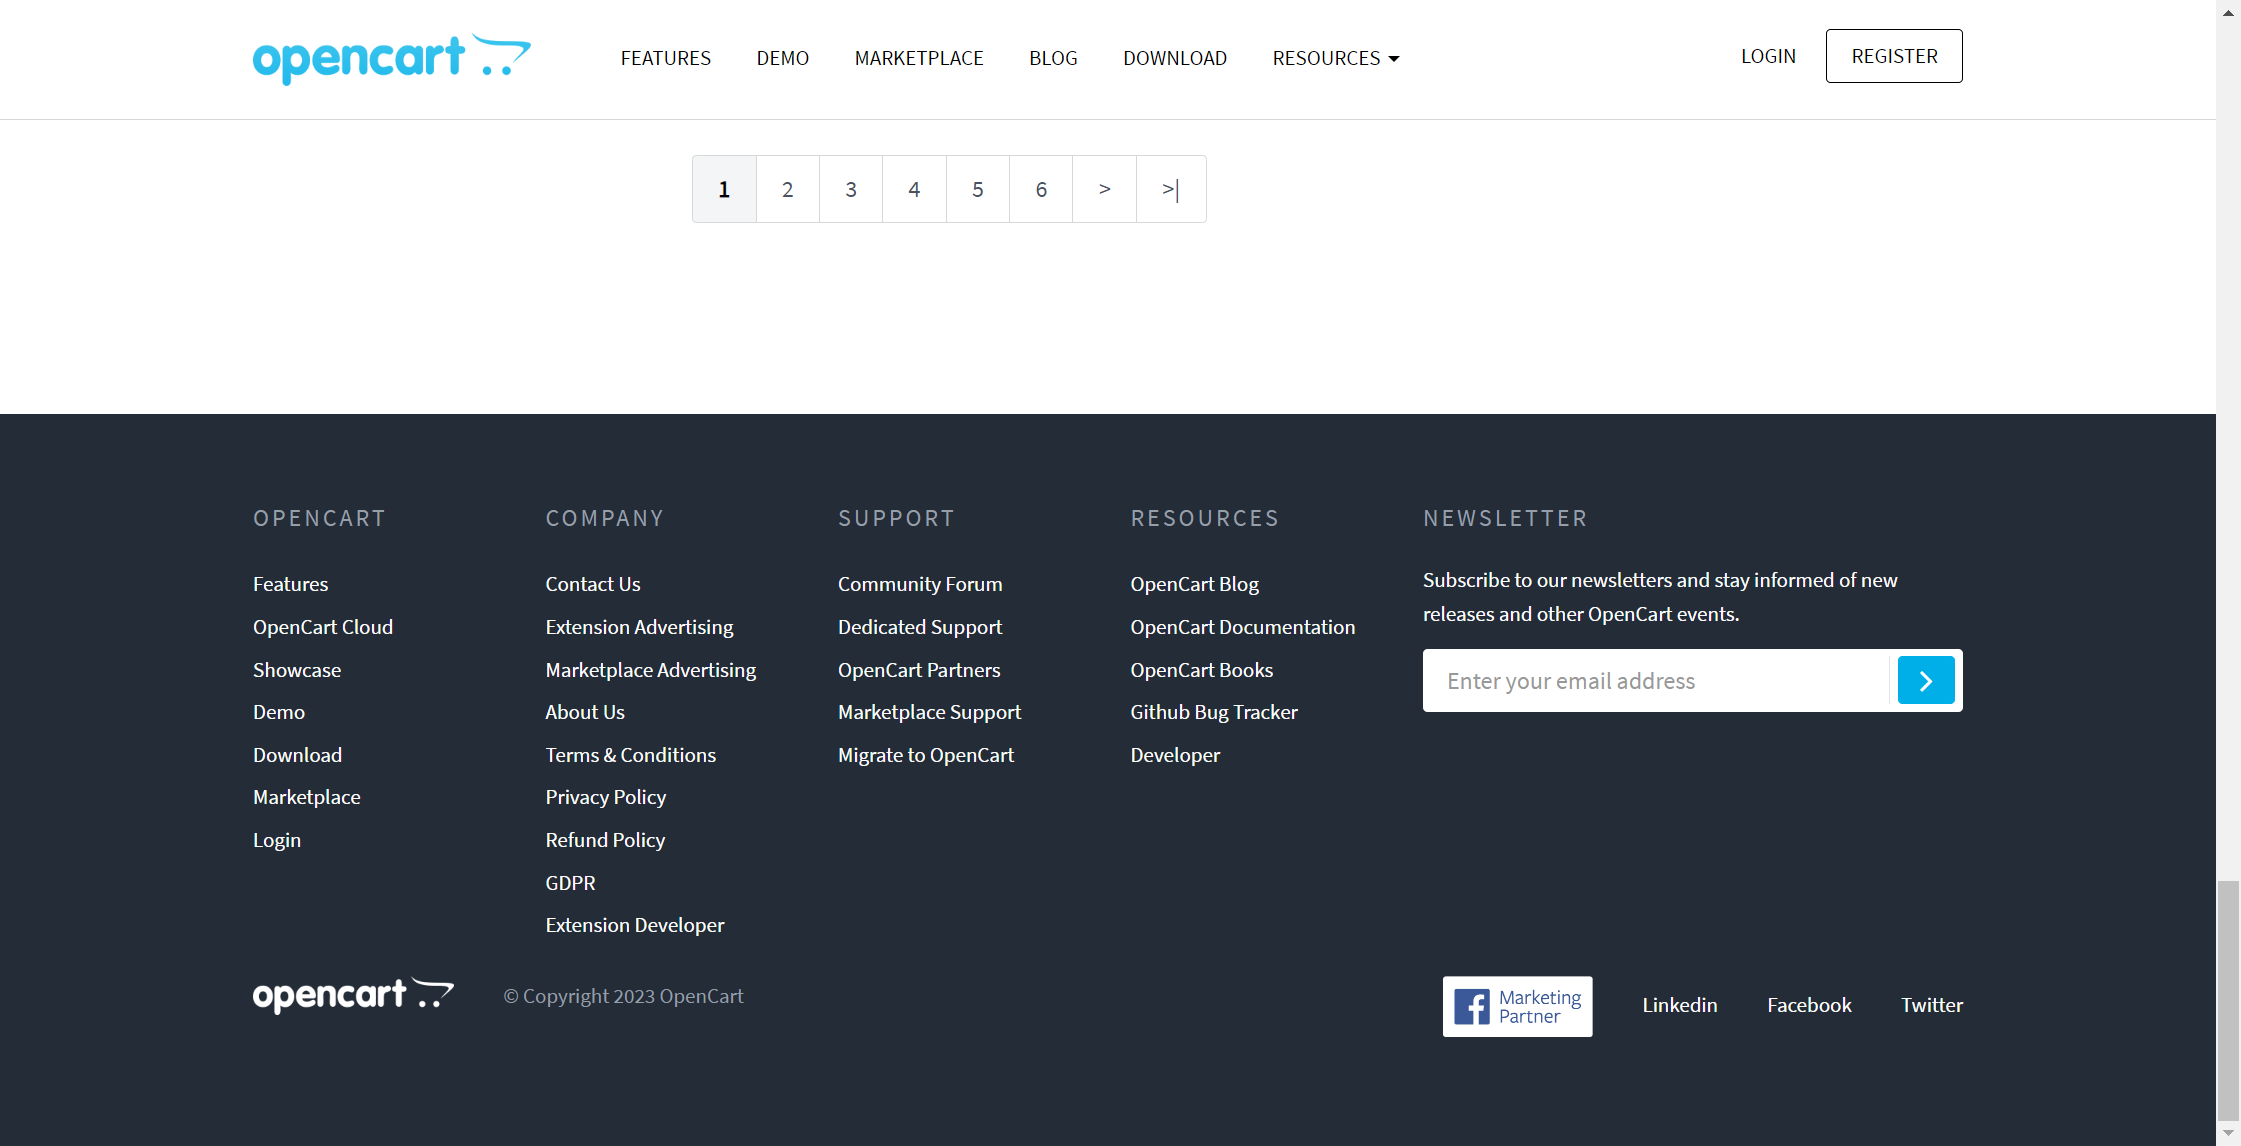 opencart
FEATURES DEMO MARKETPLACE BLOG DOWNLOAD RESOURCES
LOGIN REGISTER
1 2 3 4 5 6 > >|
OPENCART
Features
OpenCart Cloud
Showcase
Demo
Download
Marketplace
Login
COMPANY
Contact Us
Extension Advertising
Marketplace Advertising
About Us
Terms & Conditions
Privacy Policy
Refund Policy
GDPR
Extension Developer
SUPPORT
Community Forum
Dedicated Support
OpenCart Partners
Marketplace Support
Migrate to OpenCart
RESOURCES
OpenCart Blog
OpenCart Documentation
OpenCart Books
Github Bug Tracker
Developer
NEWSLETTER
Subscribe to our newsletters and stay informed of new
releases and other OpenCart events.
Enter your email address
opencart
© Copyright 2023 OpenCart
Marketing
Partner
Linkedin Facebook Twitter